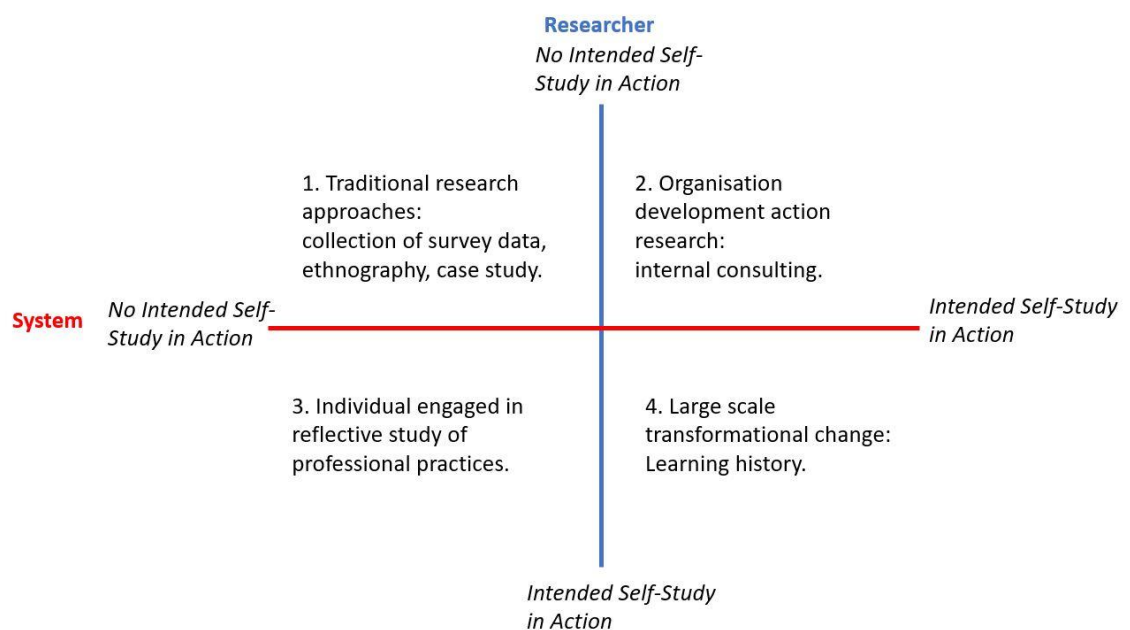 Researcher
No Intended Self-
Study in Action
1. Traditional research
approaches:
collection of survey data,
ethnography, case study.
2. Organisation
development action
research:
internal consulting.
System
No Intended Self-
Study in Action
Intended Self-Study
in Action
3. Individual engaged in
reflective study of
professional practices.
4. Large scale
transformational change:
Learning history.
Intended Self-Study
in Action